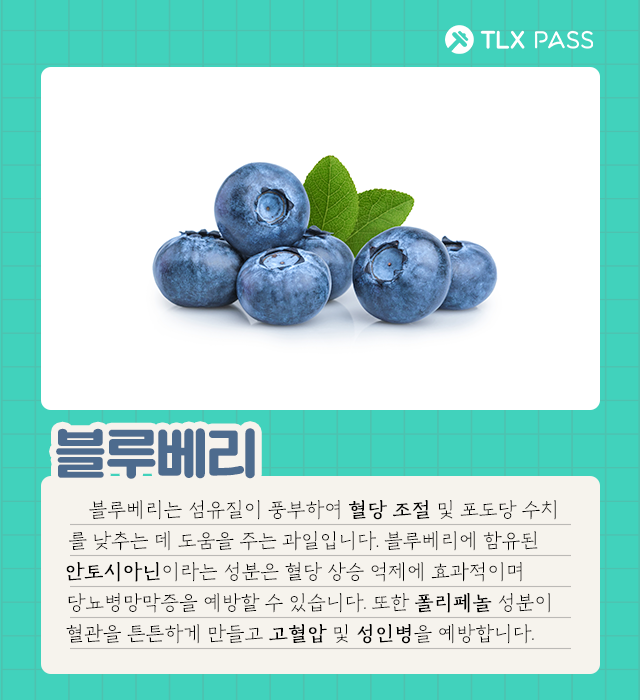 TLX PASS
블루베리
블루베리는 섬유질이 풍부하여 혈당 조절 및 포도당 수치
를 낮추는 데 도움을 주는 과일입니다. 블루베리에 함유된
안토시아닌이라는 성분은 혈당 상승 억제에 효과적이며
당뇨병망막증을 예방할 수 있습니다. 또한 폴리페놀 성분이
혈관을 튼튼하게 만들고 고혈압 및 성인병을 예방합니다.